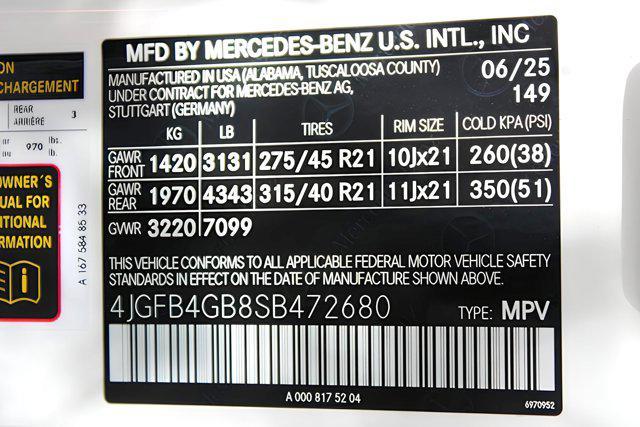 ON
CHARGEMENT
REAR
ARRIÈRE
3
970 lbs.
OWNER'S
UAL FOR
ITIONAL
ORMATION
A 167 584 85 33
MFD BY MERCEDES-BENZ U.S. INTL., INC
MANUFACTURED IN USA (ALABAMA, TUSCALOOSA COUNTY) 06/25
UNDER CONTRACT FOR MERCEDES-BENZ AG, 149
STUTTGART (GERMANY)
KG LB TIRES RIM SIZE COLD KPA (PSI)
GAWR FRONT 1420 3131 275/45 R21 10Jx21 260(38)
GAWR REAR 1970 4343 315/40 R21 11Jx21 350(51)
GVWR 3220 7099
THIS VEHICLE CONFORMS TO ALL APPLICABLE FEDERAL MOTOR VEHICLE SAFETY
STANDARDS IN EFFECT ON THE DATE OF MANUFACTURE SHOWN ABOVE.
4JGFB4GB8SB472680 TYPE: MPV
A 000 817 52 04
6970952